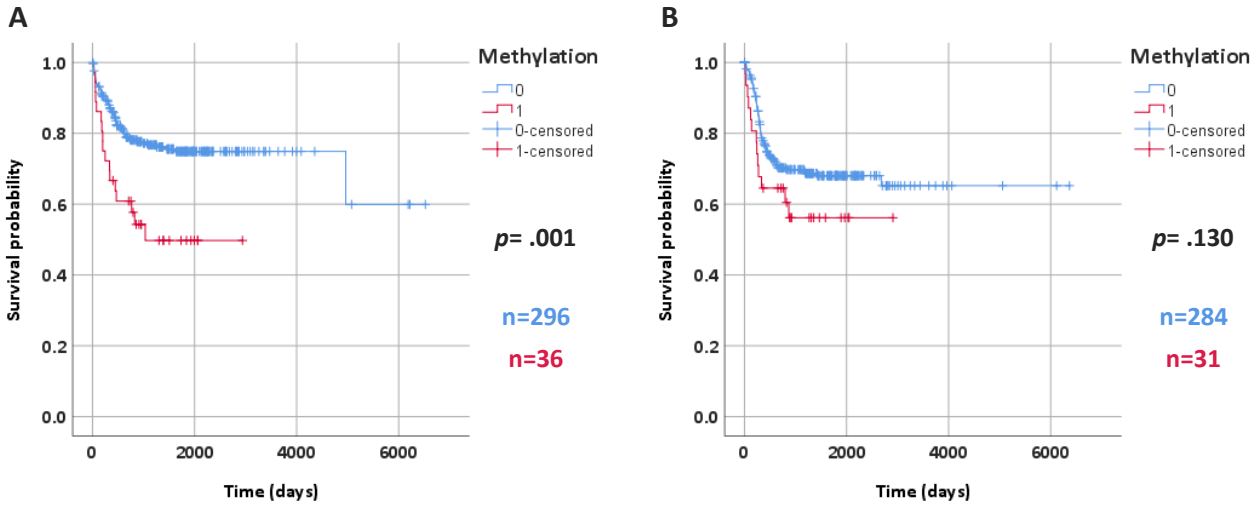 A
Survival probability
1.0
0.8
0.6
0.4
0.2
0.0
0 2000 4000 6000
Time (days)
Methylation
0
1
0-censored
1-censored
p= .001
n=296
n=36
B
Survival probability
1.0
0.8
0.6
0.4
0.2
0.0
0 2000 4000 6000
Time (days)
Methylation
0
1
0-censored
1-censored
p= .130
n=284
n=31